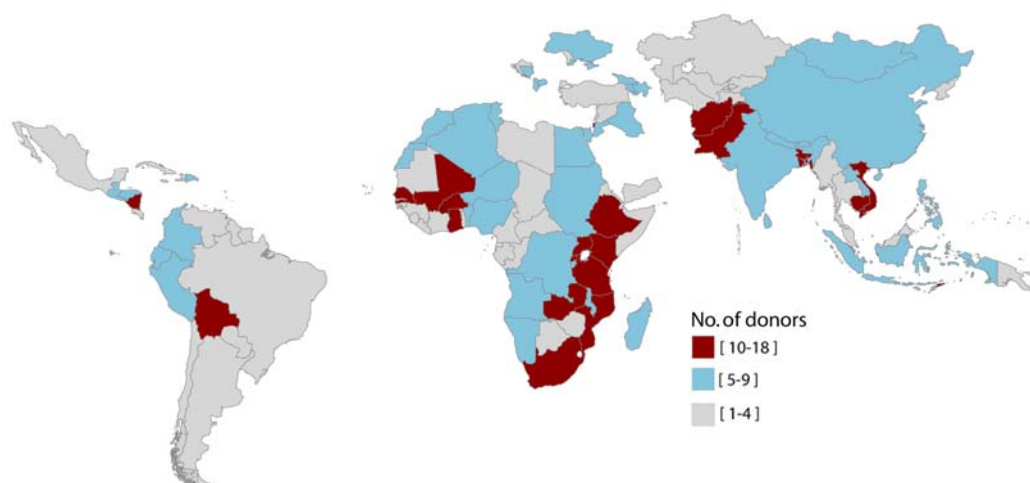 No. of donors
[ 10-18 ]
[ 5-9 ]
[ 1-4 ]